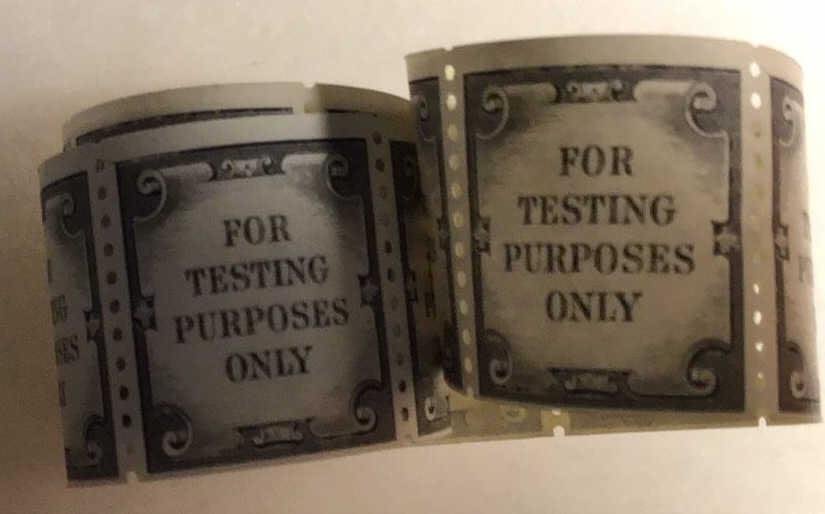 FOR
TESTING
PURPOSES
ONLY
FOR
TESTING
PURPOSES
ONLY